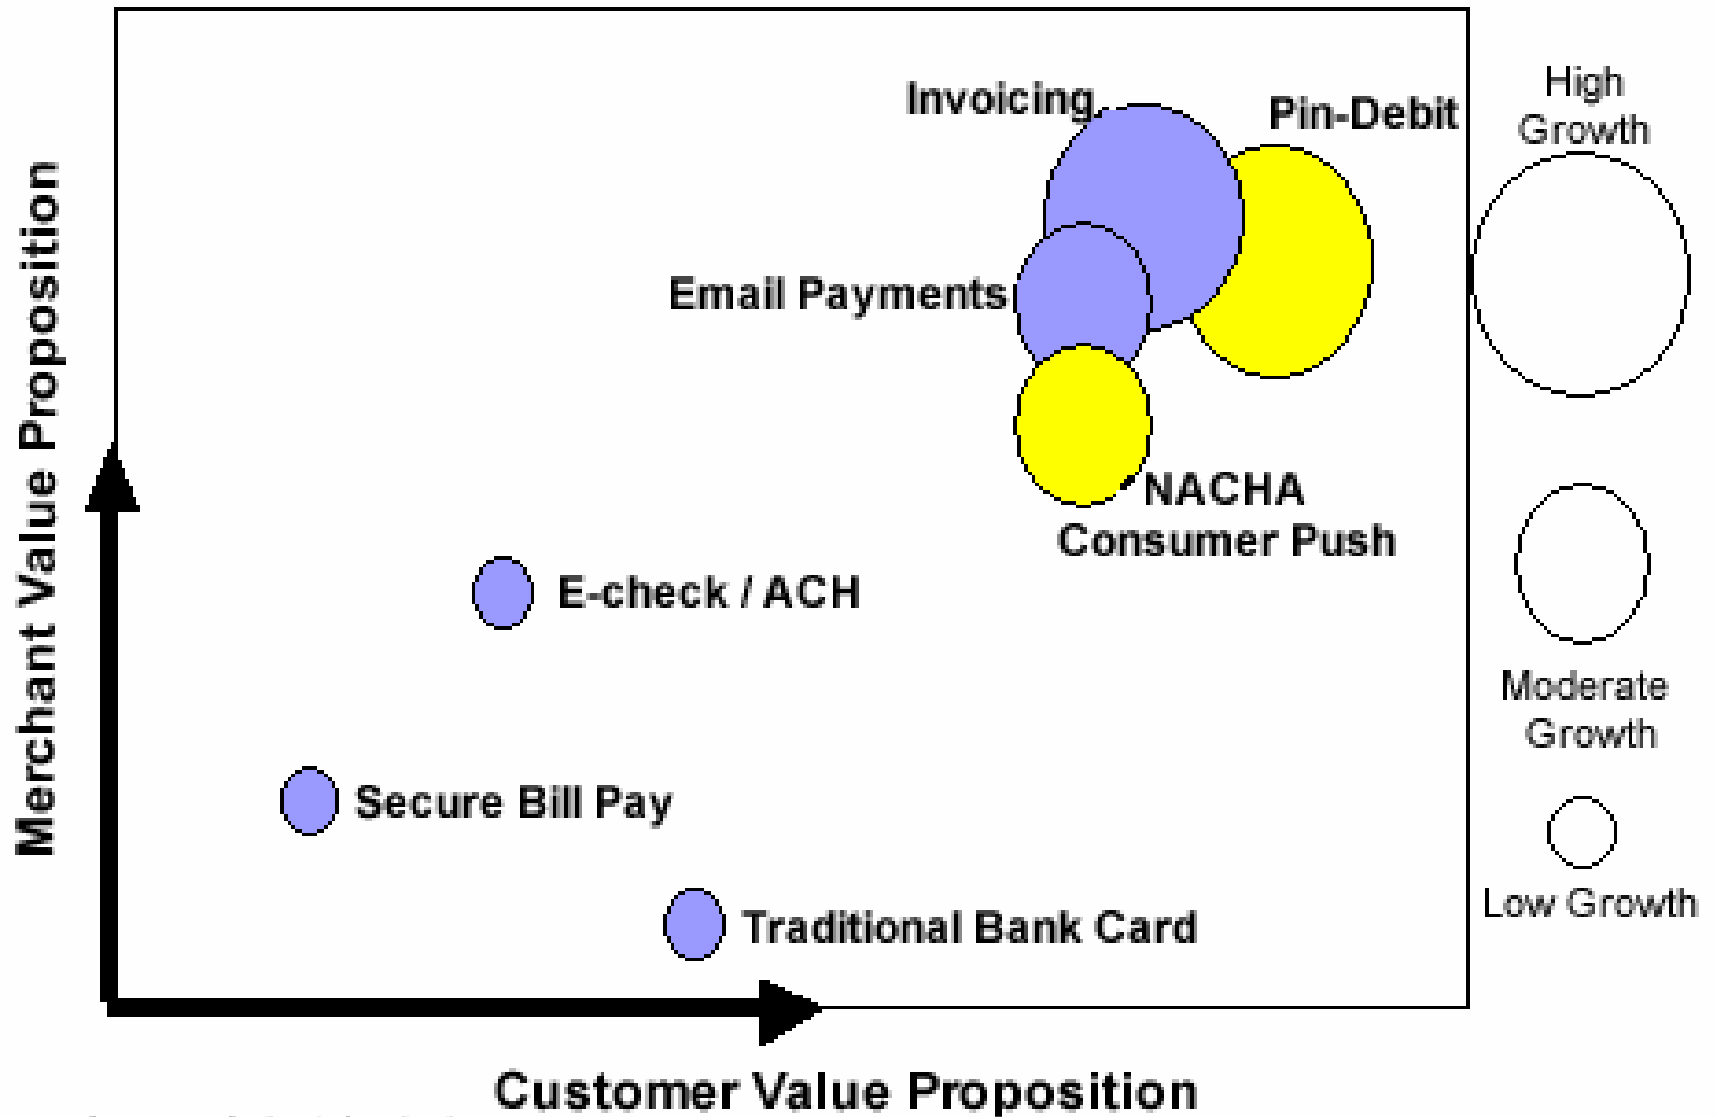 High
Growth
Invoicing
Pin-Debit
Email Payments
NACHA
Consumer Push
E-check / ACH
Moderate
Growth
Secure Bill Pay
Low Growth
Traditional Bank Card
Merchant Value Proposition
Customer Value Proposition